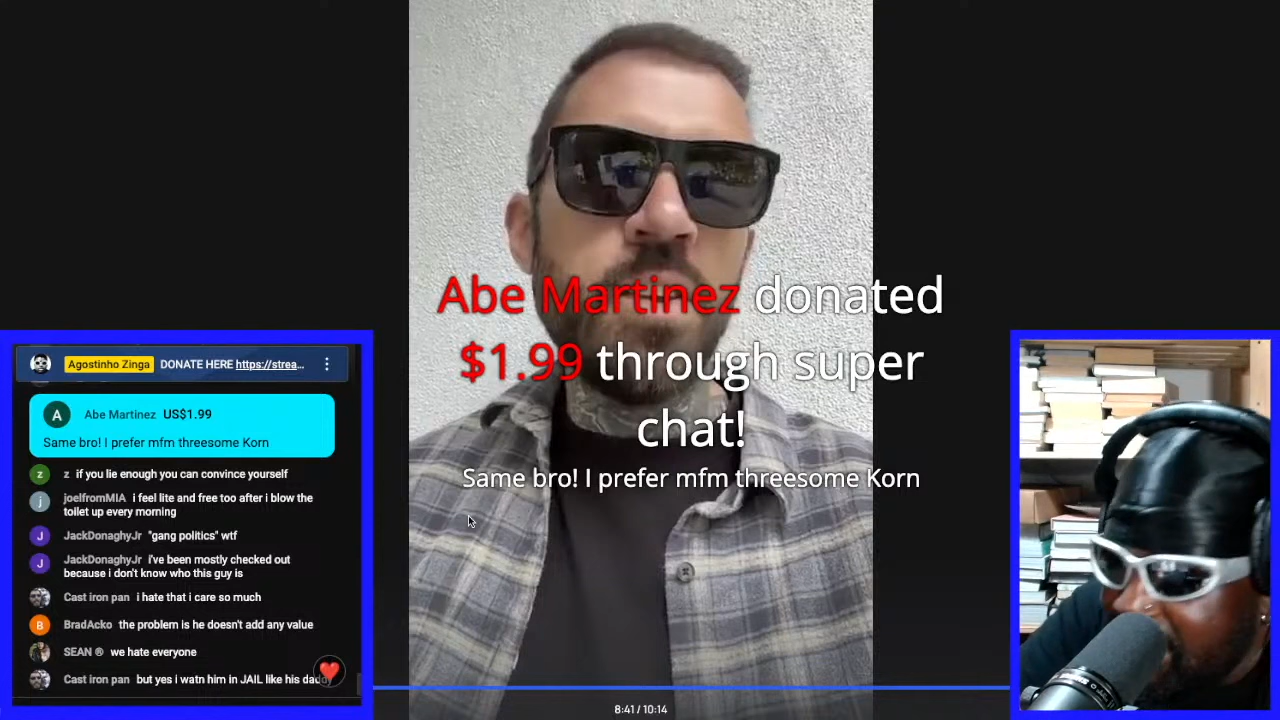 Abe Martinez donated
$1.99 through super
chat!
Same bro! I prefer mfm threesome Korn
Agostinho Zinga DONATE HERE https://strea...
A Abe Martinez US$1.99
Same bro! I prefer mfm threesome Korn
z z if you lie enough you can convince yourself
j joelfromMIA i feel lite and free too after i blow the
toilet up every morning
J JackDonaghyJr "gang politics" wtf
J JackDonaghyJr i've been mostly checked out
because i don't know who this guy is
Cast iron pan i hate that i care so much
B BradAcko the problem is he doesn't add any value
SEAN ® we hate everyone
Cast iron pan but yes i watn him in JAIL like his
8:41 / 10:14